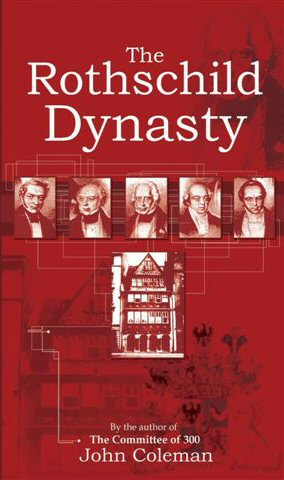 The
Rothschild
Dynasty
By the author of
The Committee of 300
John Coleman